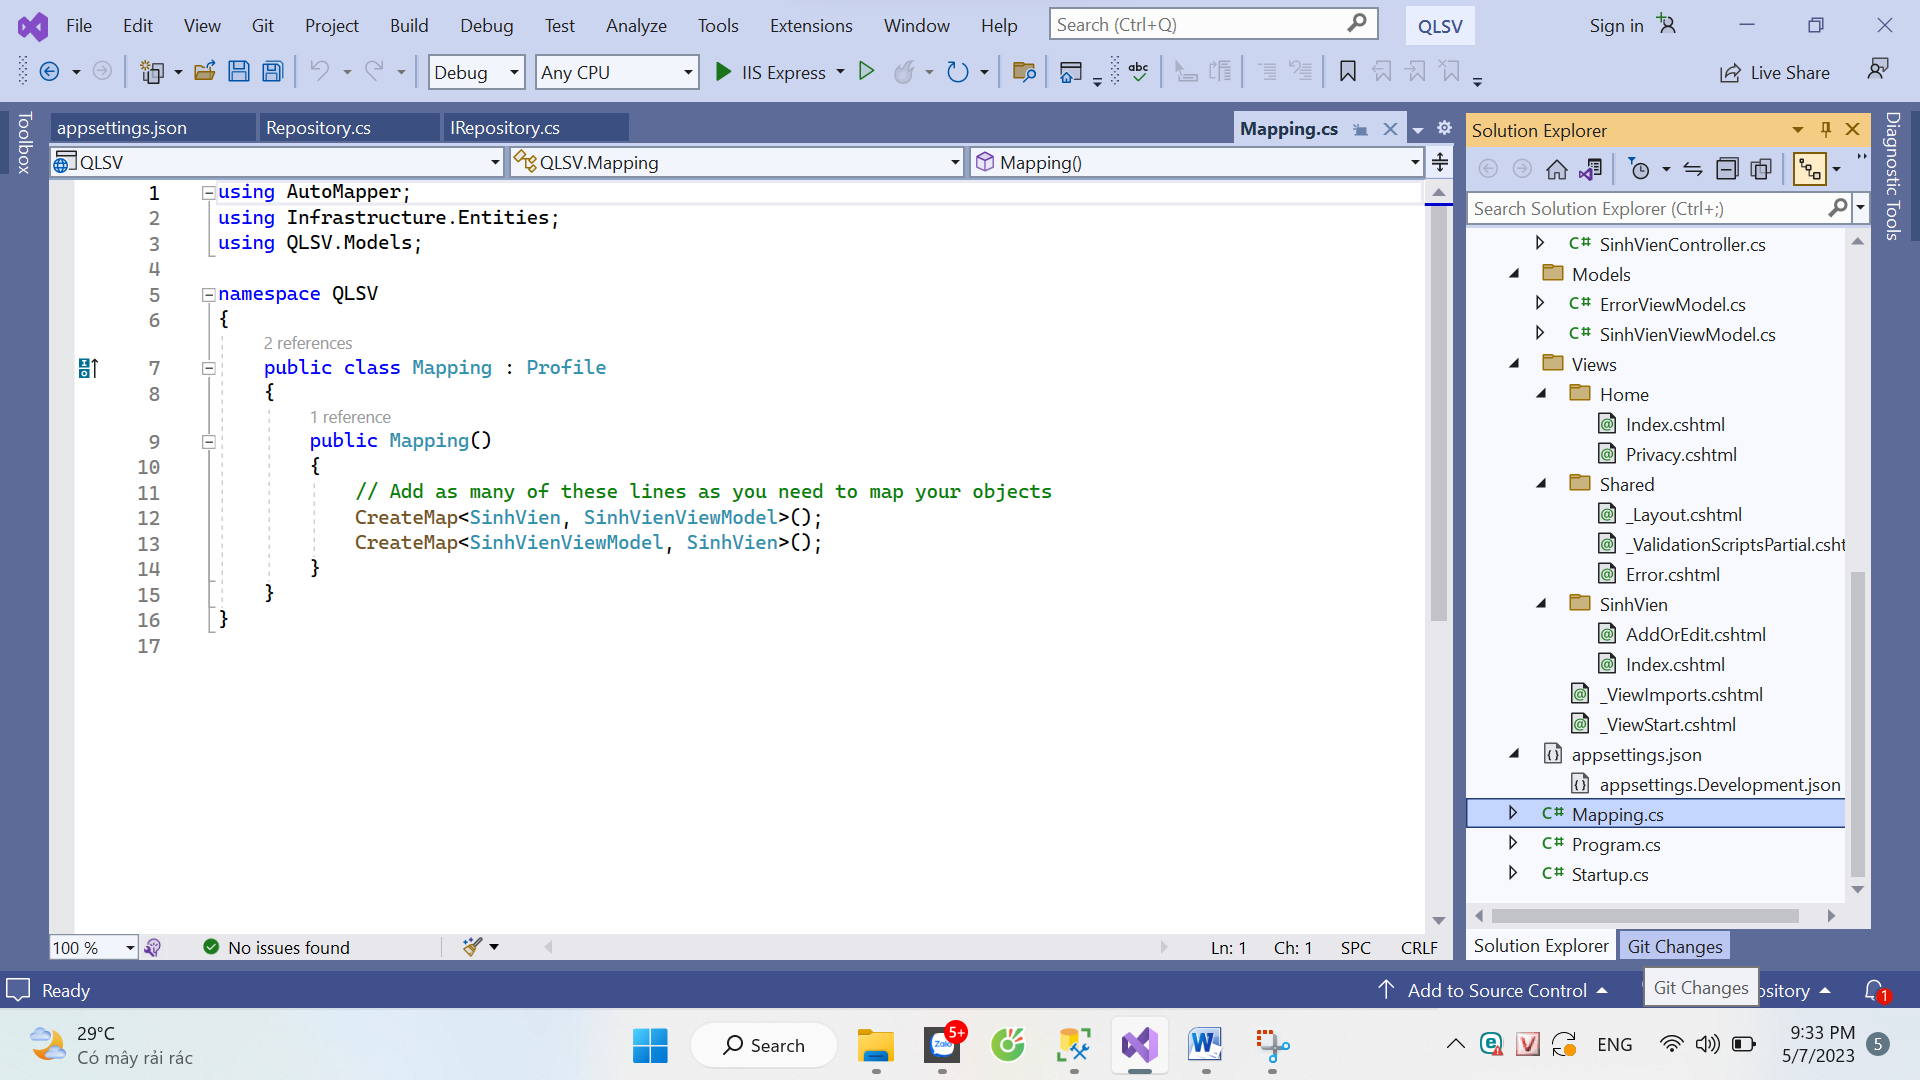 File Edit View Git Project Build Debug Test Analyze Tools Extensions Window Help Search (Ctrl+Q) QLSV Sign in
Debug Any CPU IIS Express Live Share
Toolbox
appsettings.json Repository.cs IRepository.cs Mapping.cs
QLSV QLSV.Mapping Mapping()
1 using AutoMapper;
2 using Infrastructure.Entities;
3 using QLSV.Models;
4
5 namespace QLSV
6 {
2 references
7 public class Mapping : Profile
8 {
1 reference
9 public Mapping()
10 {
11 // Add as many of these lines as you need to map your objects
12 CreateMap<SinhVien, SinhVienViewModel>();
13 CreateMap<SinhVienViewModel, SinhVien>();
14 }
15 }
16 }
17
100 % No issues found Ln: 1 Ch: 1 SPC CRLF
Solution Explorer
Search Solution Explorer (Ctrl+;)
C# SinhVienController.cs
Models
C# ErrorViewModel.cs
C# SinhVienViewModel.cs
Views
Home
Index.cshtml
Privacy.cshtml
Shared
_Layout.cshtml
_ValidationScriptsPartial.csht
Error.cshtml
SinhVien
AddOrEdit.cshtml
Index.cshtml
_ViewImports.cshtml
_ViewStart.cshtml
appsettings.json
appsettings.Development.json
C# Mapping.cs
C# Program.cs
C# Startup.cs
Solution Explorer Git Changes
Diagnostic Tools
Ready Add to Source Control Git Changes ository 1
29°C
Có mây rải rác
Search 5+ Zalo ENG
9:33 PM
5/7/2023 5